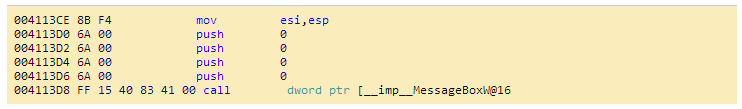 004113CE 8B F4 mov esi,esp
004113D0 6A 00 push 0
004113D2 6A 00 push 0
004113D4 6A 00 push 0
004113D6 6A 00 push 0
004113D8 FF 15 40 83 41 00 call dword ptr [__imp__MessageBoxW@16